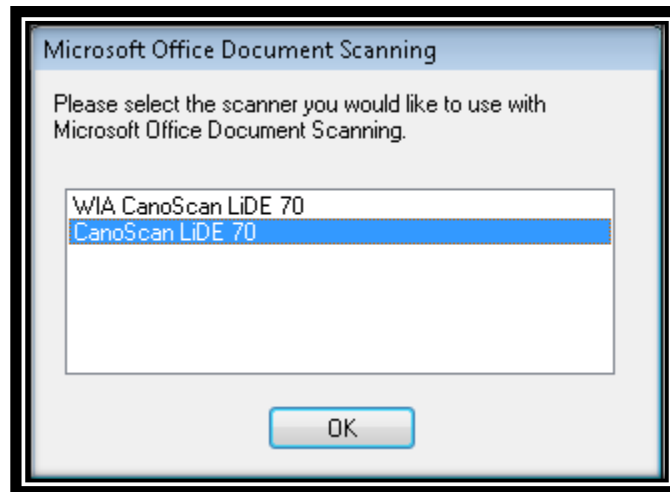 Microsoft Office Document Scanning
Please select the scanner you would like to use with
Microsoft Office Document Scanning.
WIA CanoScan LiDE 70
CanoScan LiDE 70
OK